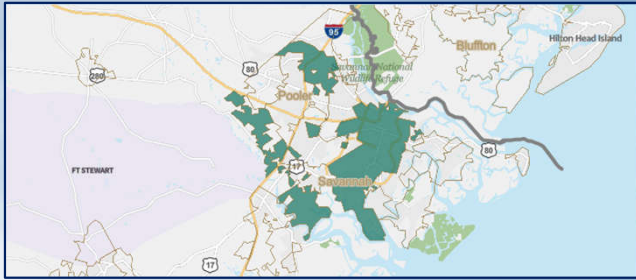 95
Bluffton
Hilton Head Island
80
Savannah National
Wildlife Refuge
280
Pooler
80
FT STEWART
17
Savannah
17